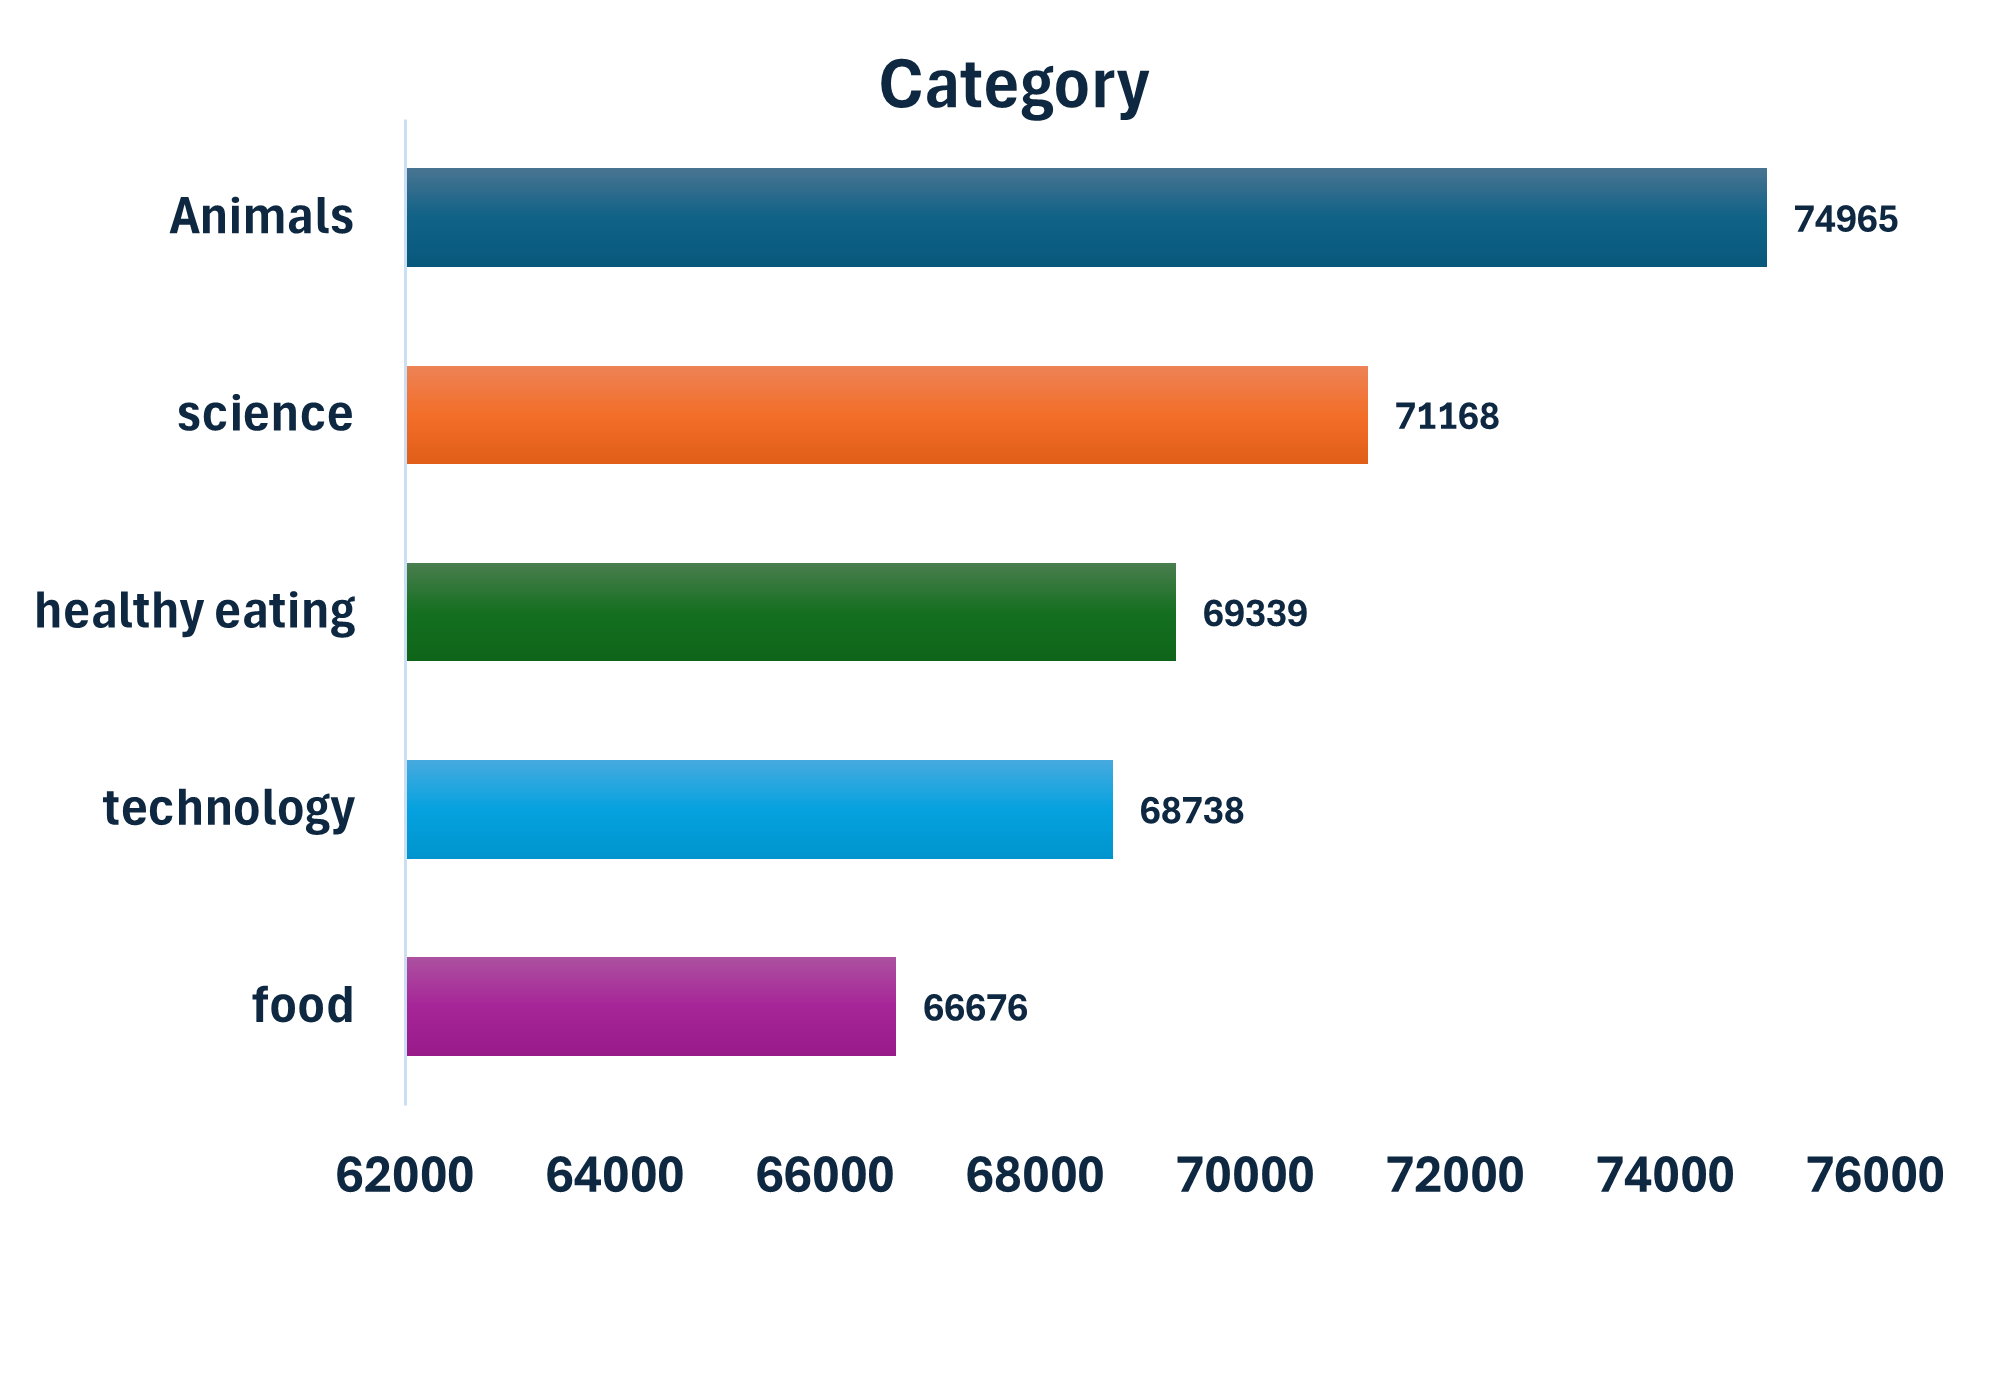 Category
Animals 74965
science 71168
healthy eating 69339
technology 68738
food 66676
62000 64000 66000 68000 70000 72000 74000 76000